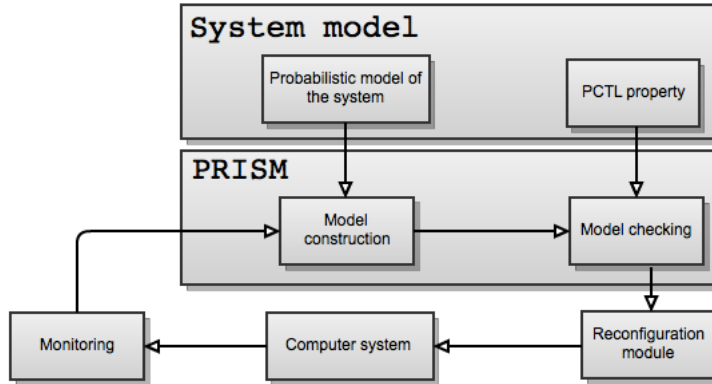 System model
Probabilistic model of
the system
PCTL property
PRISM
Model
construction
Model checking
Monitoring
Computer system
Reconfiguration
module